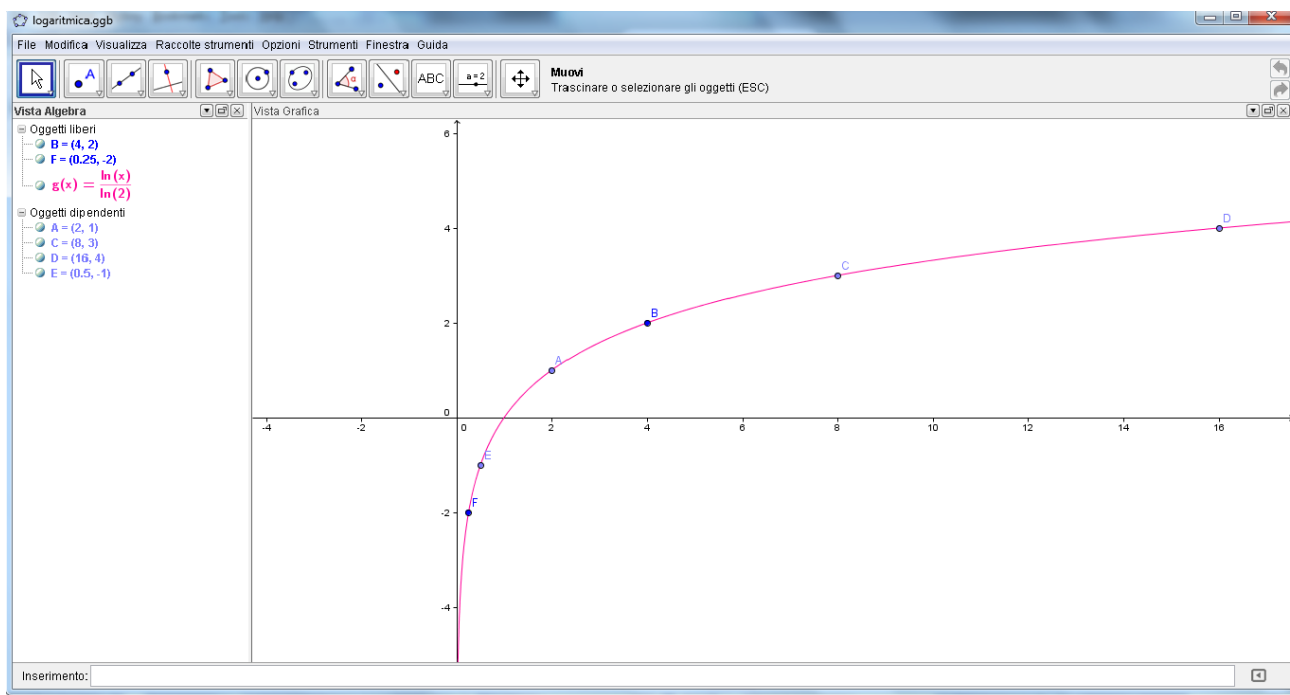 logaritmica.ggb
File Modifica Visualizza Raccolte strumenti Opzioni Strumenti Finestra Guida
A
α
ABC
a=2
Muovi
Trascinare o selezionare gli oggetti (ESC)
Vista Algebra
Vista Grafica
Oggetti liberi
B = (4, 2)
F = (0.25, -2)
g(x) = ln(x) / ln(2)
Oggetti dipendenti
A = (2, 1)
C = (8, 3)
D = (16, 4)
E = (0.5, -1)
6
4
D
C
2
B
A
0
-4 -2 0 2 4 6 8 10 12 14 16
E
-2
F
-4
Inserimento: